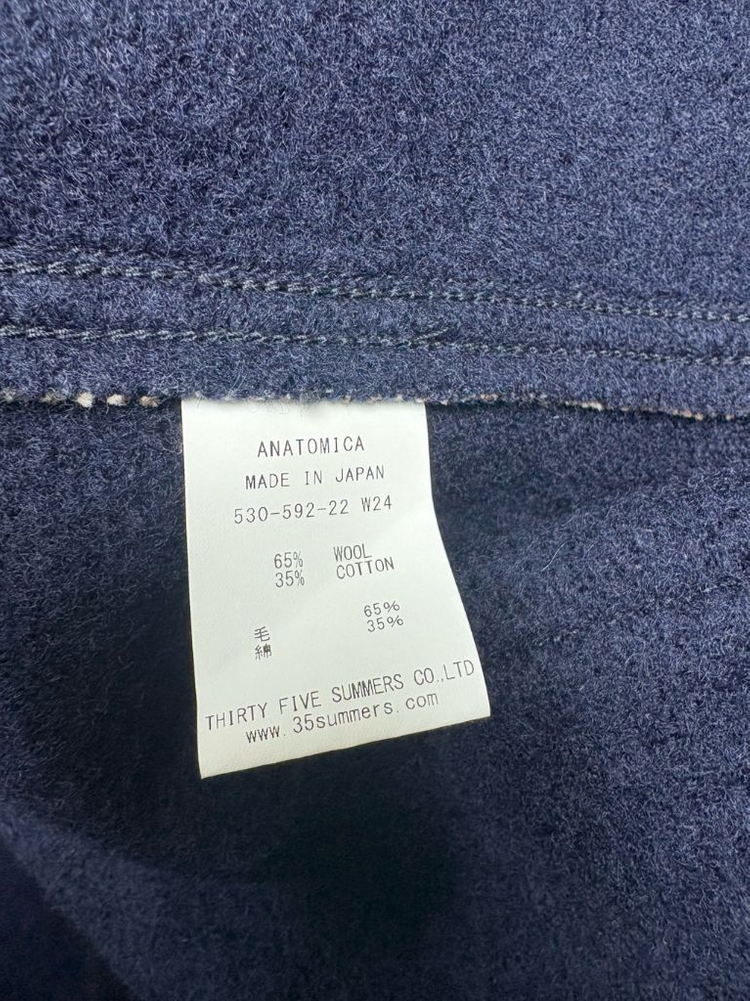 ANATOMICA
MADE IN JAPAN
530-592-22 W24
65% WOOL
35% COTTON
毛 65%
綿 35%
THIRTY FIVE SUMMERS CO.,LTD
www.35summers.com